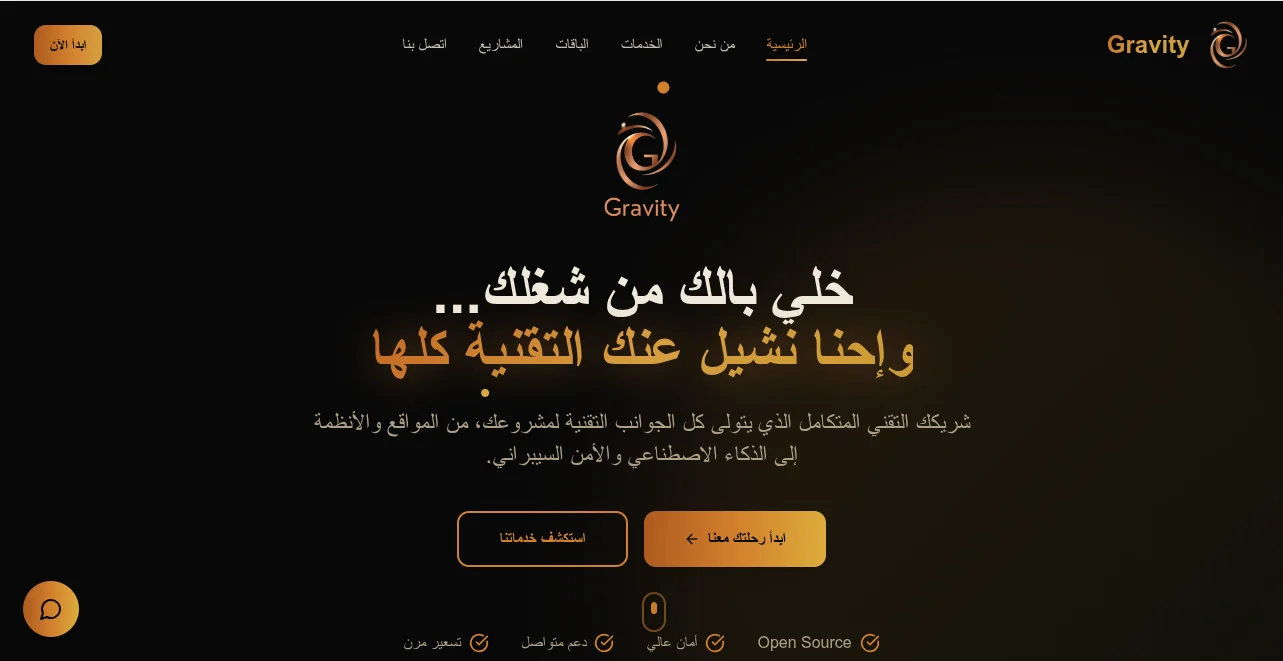 Gravity
الرئيسية
من نحن
الخدمات
الباقات
المشاريع
اتصل بنا
ابدأ الآن
G
Gravity
خلي بالك من شغلك...
وإحنا نشيل عنك التقنية كلها
شريكك التقني المتكامل الذي يتولى كل الجوانب التقنية لمشروعك، من المواقع والأنظمة
إلى الذكاء الاصطناعي والأمن السيبراني.
ابدأ رحلتك معنا ←
استكشف خدماتنا
Open Source
أمان عالي
دعم متواصل
تسعير مرن